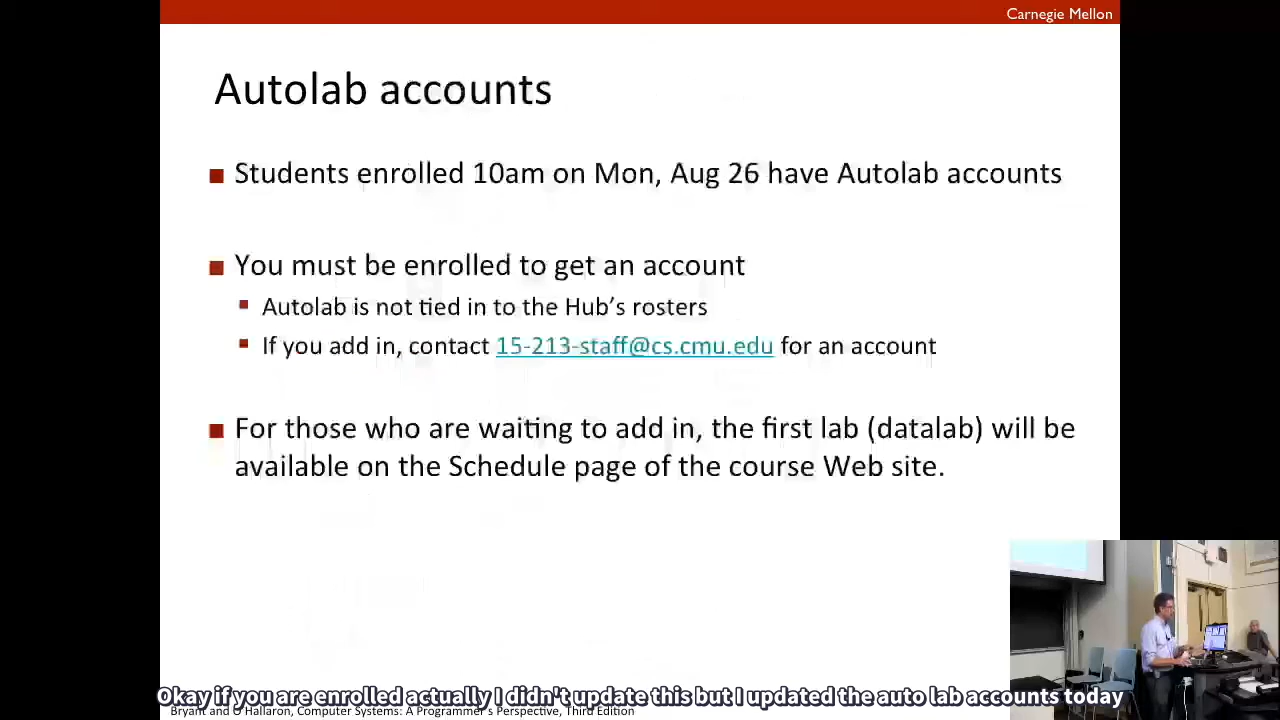 Carnegie Mellon
Autolab accounts
Students enrolled 10am on Mon, Aug 26 have Autolab accounts
You must be enrolled to get an account
Autolab is not tied in to the Hub's rosters
If you add in, contact 15-213-staff@cs.cmu.edu for an account
For those who are waiting to add in, the first lab (datalab) will be
available on the Schedule page of the course Web site.
Okay if you are enrolled actually I didn't update this but I updated the auto lab accounts today
Bryant and O'Hallaron, Computer Systems: A Programmer's Perspective, Third Edition